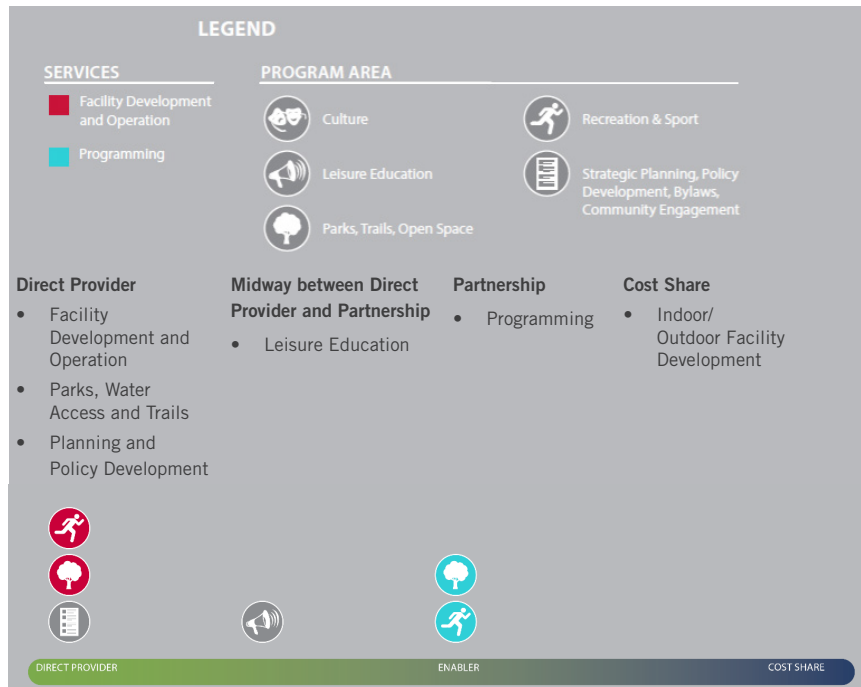 LEGEND
SERVICES
Facility Development
and Operation
Programming
PROGRAM AREA
Culture
Leisure Education
Parks, Trails, Open Space
Recreation & Sport
Strategic Planning, Policy
Development, Bylaws,
Community Engagement
Direct Provider
• Facility
Development and
Operation
• Parks, Water
Access and Trails
• Planning and
Policy Development
Midway between Direct
Provider and Partnership
• Leisure Education
Partnership
• Programming
Cost Share
• Indoor/
Outdoor Facility
Development
DIRECT PROVIDER
ENABLER
COST SHARE